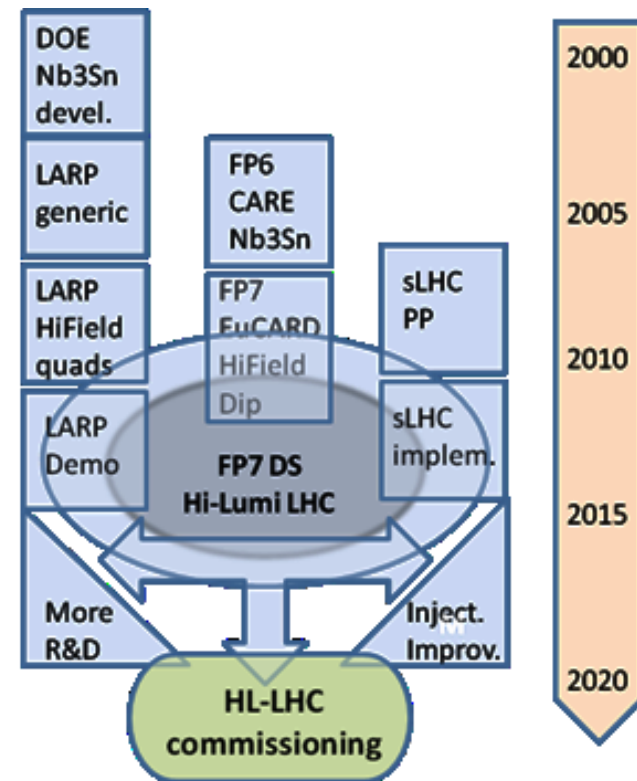 DOE
Nb3Sn
devel.
LARP
generic
LARP
HiField
quads
LARP
Demo
More
R&D
FP6
CARE
Nb3Sn
FP7
EuCARD
HiField
Dip
FP7 DS
Hi-Lumi LHC
sLHC
PP
sLHC
implem.
Inject.
M
Improv.
HL-LHC
commissioning
2000
2005
2010
2015
2020